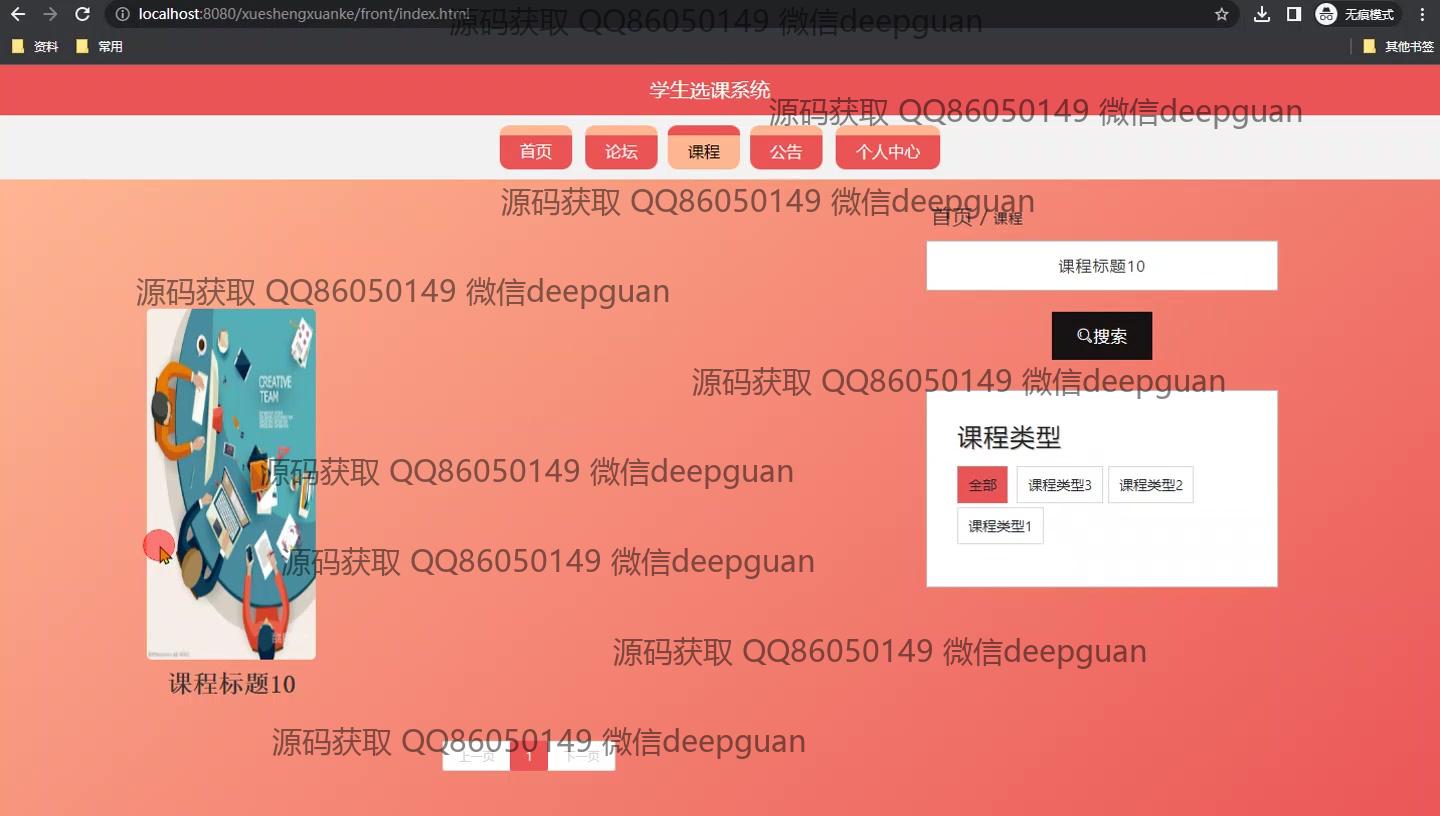 localhost:8080/xueshengxuanke/front/index.html
无痕模式
资料
常用
其他书签
源码获取 QQ86050149 微信deepguan
学生选课系统
源码获取 QQ86050149 微信deepguan
首页
论坛
课程
公告
个人中心
源码获取 QQ86050149 微信deepguan
首页 / 课程
课程标题10
源码获取 QQ86050149 微信deepguan
搜索
CREATIVE
TEAM
源码获取 QQ86050149 微信deepguan
课程类型
源码获取 QQ86050149 微信deepguan
全部
课程类型3
课程类型2
课程类型1
源码获取 QQ86050149 微信deepguan
源码获取 QQ86050149 微信deepguan
课程标题10
源码获取 QQ86050149 微信deepguan
上一页
1
下一页